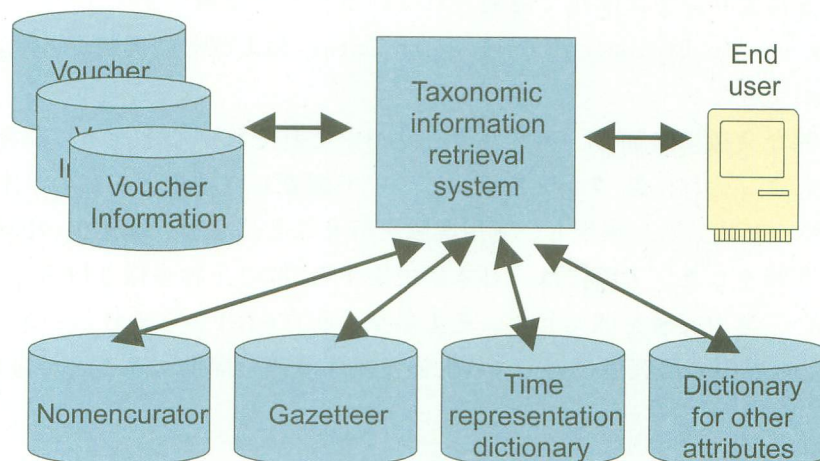 Voucher
Voucher
Information
Taxonomic
information
retrieval
system
End
user
Nomencurator
Gazetteer
Time
representation
dictionary
Dictionary
for other
attributes